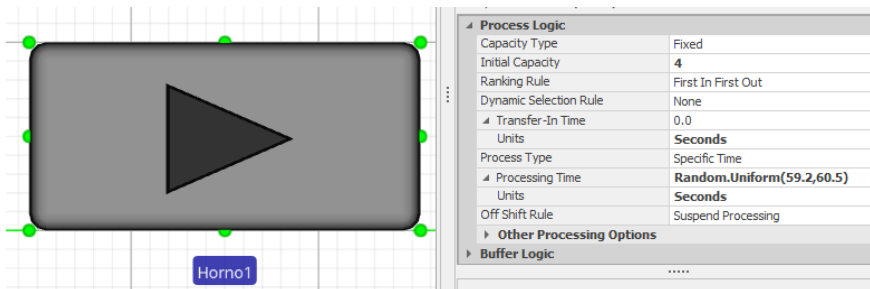 Process Logic
Capacity Type Fixed
Initial Capacity 4
Ranking Rule First In First Out
Dynamic Selection Rule None
Transfer-In Time 0.0
Units Seconds
Process Type Specific Time
Processing Time Random.Uniform(59.2,60.5)
Units Seconds
Off Shift Rule Suspend Processing
Other Processing Options
Buffer Logic
Horno1